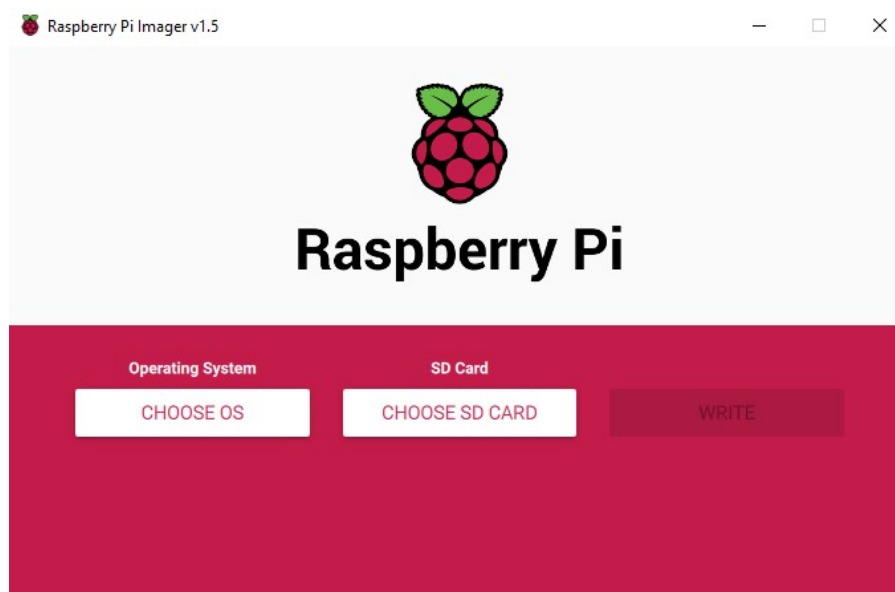 Raspberry Pi Imager v1.5
Raspberry Pi
Operating System
SD Card
CHOOSE OS
CHOOSE SD CARD
WRITE